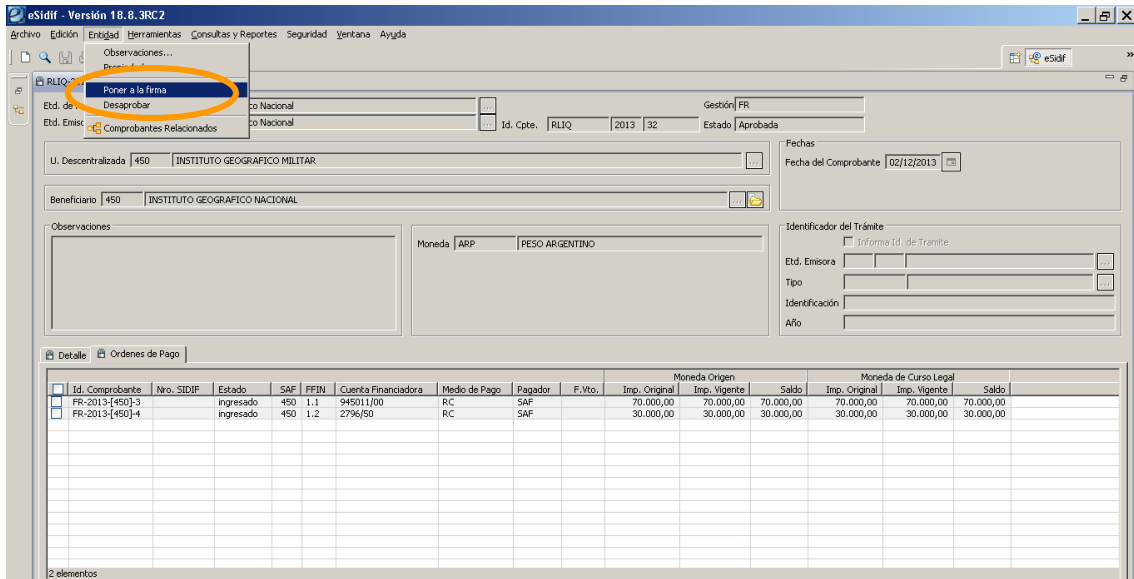 eSidif - Versión 18.8.3RC2
Archivo Edición Entidad Herramientas Consultas y Reportes Seguridad Ventana Ayuda
Observaciones...
eSidif
Poner a la firma
Desaprobar
Comprobantes Relacionados
Etd. de co Nacional ... Gestión FR
Etd. Emiso co Nacional ... Id. Cpte. RLIQ 2013 32 Estado Aprobada
U. Descentralizada 450 INSTITUTO GEOGRAFICO MILITAR ...
Fechas
Fecha del Comprobante 02/12/2013
Beneficiario 450 INSTITUTO GEOGRAFICO NACIONAL ...
Observaciones
Moneda ARP PESO ARGENTINO
Identificador del Trámite
Informa Id. de Tramite
Etd. Emisora ...
Tipo ...
Identificación
Año
Detalle Ordenes de Pago
Moneda Origen Moneda de Curso Legal
Id. Comprobante Nro. SIDIF Estado SAF FFIN Cuenta Financiadora Medio de Pago Pagador F.Vto. Imp. Original Imp. Vigente Saldo Imp. Original Imp. Vigente Saldo
FR-2013-[450]-3 ingresado 450 1.1 945011/00 RC SAF 70.000,00 70.000,00 70.000,00 70.000,00 70.000,00 70.000,00
FR-2013-[450]-4 ingresado 450 1.2 2796/50 RC SAF 30.000,00 30.000,00 30.000,00 30.000,00 30.000,00 30.000,00
2 elementos